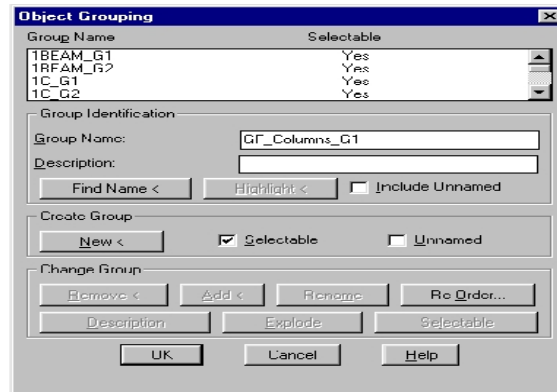 Object Grouping
Group Name Selectable
1BEAM_G1 Yes
1BEAM_G2 Yes
1C_G1 Yes
1C_G2 Yes
Group Identification
Group Name: GF_Columns_G1
Description:
Find Name < Highlight < Include Unnamed
Create Group
New < Selectable Unnamed
Change Group
Remove < Add < Rename Re Order...
Description Explode Selectable
OK Cancel Help